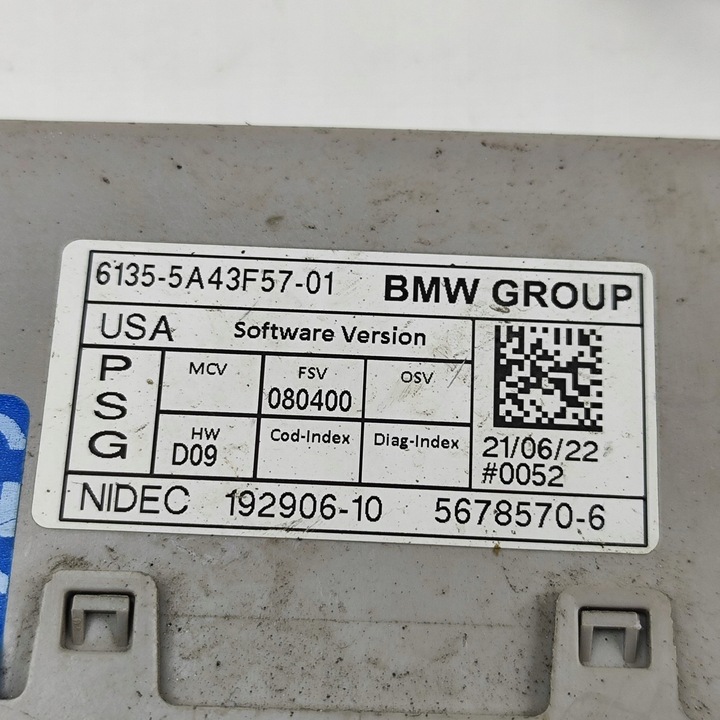 6135-5A43F57-01 BMW GROUP
USA Software Version
PSG
MCV FSV OSV
080400
HW Cod-Index Diag-Index
D09
21/06/22
#0052
NIDEC 192906-10 5678570-6